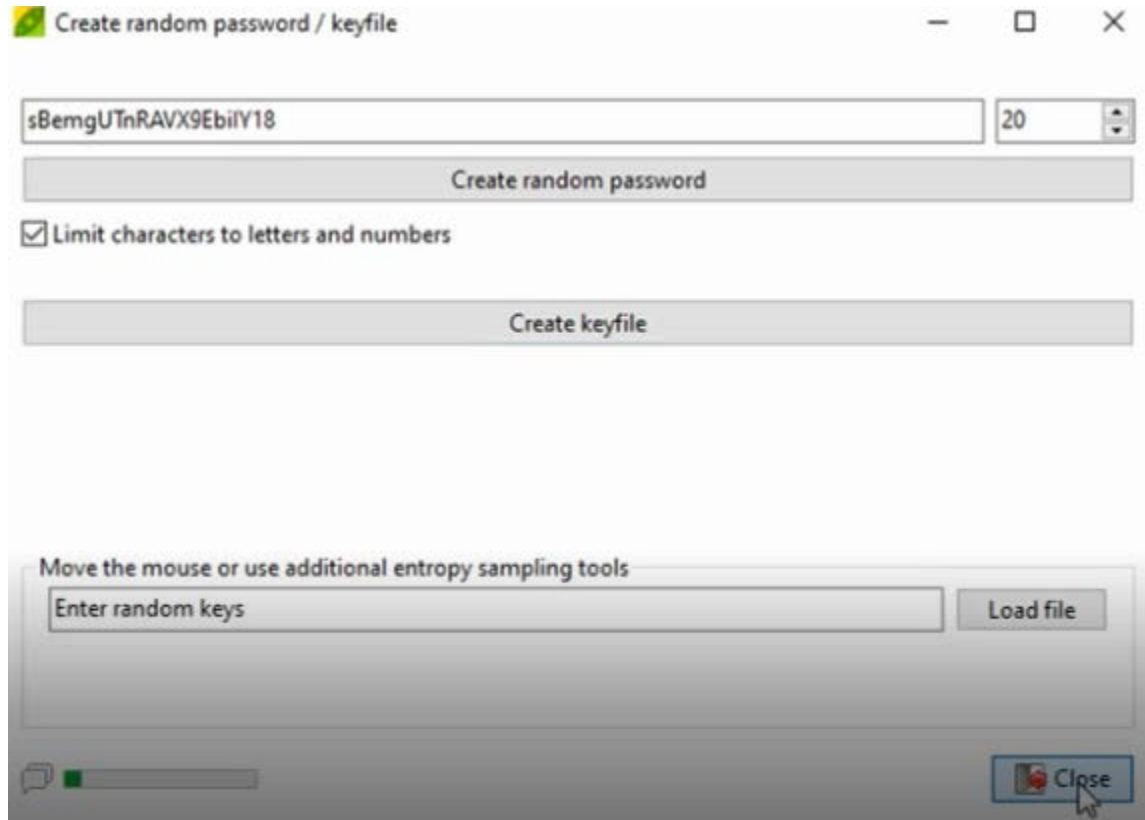 Create random password / keyfile
sBemgUTnRAVX9EbiIY18
20
Create random password
Limit characters to letters and numbers
Create keyfile
Move the mouse or use additional entropy sampling tools
Enter random keys
Load file
Close